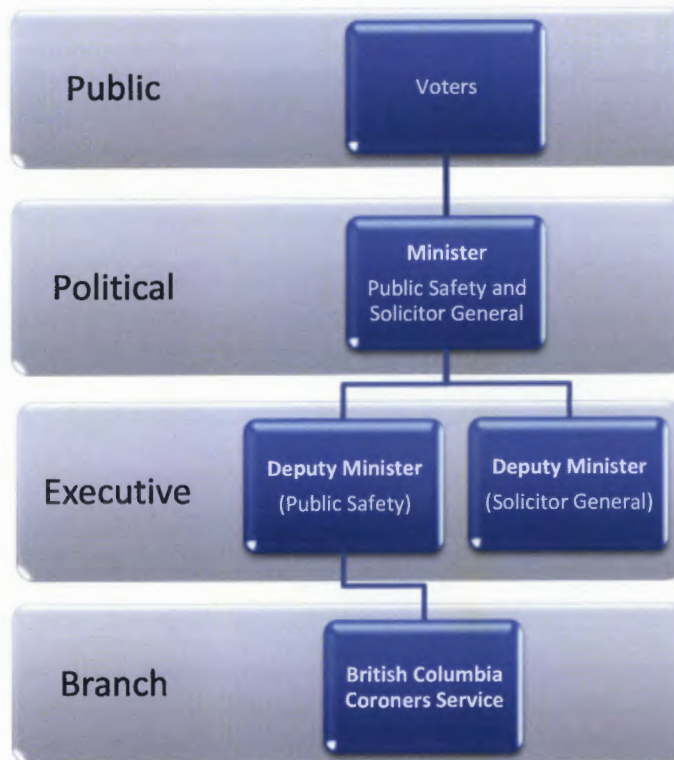 Public
Voters
Political
Minister
Public Safety and
Solicitor General
Executive
Deputy Minister
(Public Safety)
Deputy Minister
(Solicitor General)
Branch
British Columbia
Coroners Service